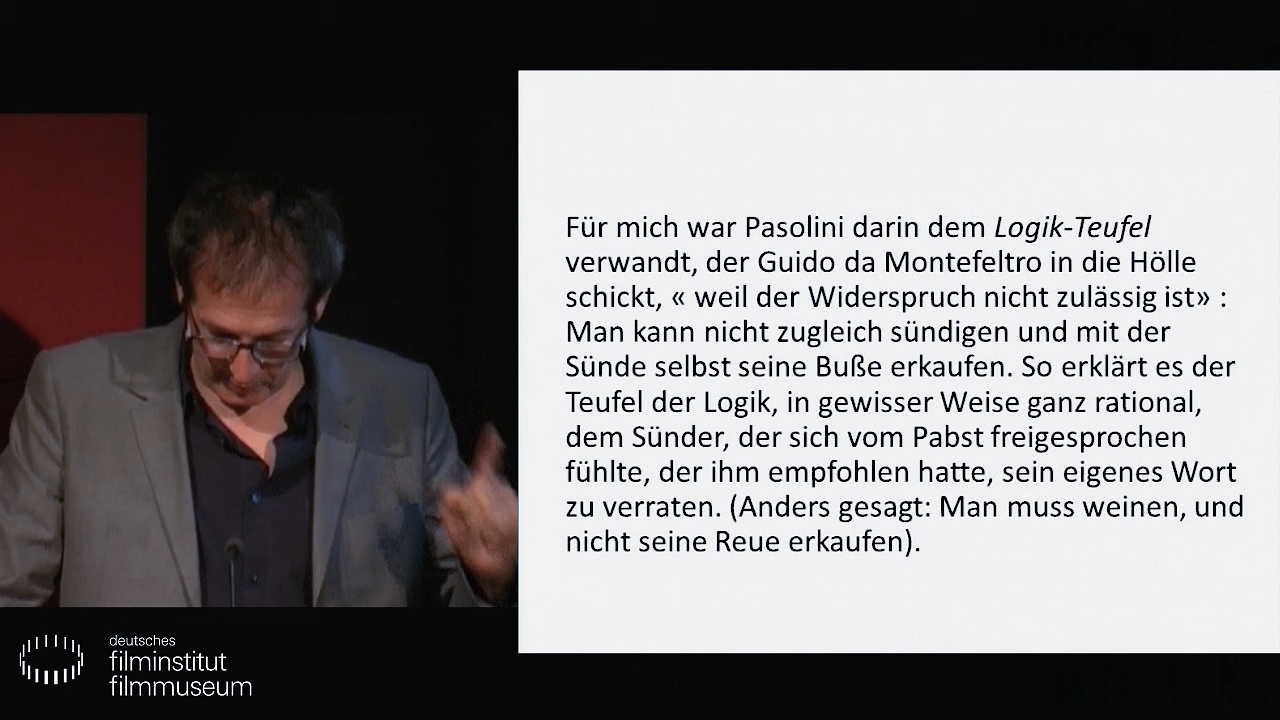 Für mich war Pasolini darin dem Logik-Teufel
verwandt, der Guido da Montefeltro in die Hölle
schickt, « weil der Widerspruch nicht zulässig ist» :
Man kann nicht zugleich sündigen und mit der
Sünde selbst seine Buße erkaufen. So erklärt es der
Teufel der Logik, in gewisser Weise ganz rational,
dem Sünder, der sich vom Pabst freigesprochen
fühlte, der ihm empfohlen hatte, sein eigenes Wort
zu verraten. (Anders gesagt: Man muss weinen, und
nicht seine Reue erkaufen).
deutsches
filminstitut
filmmuseum